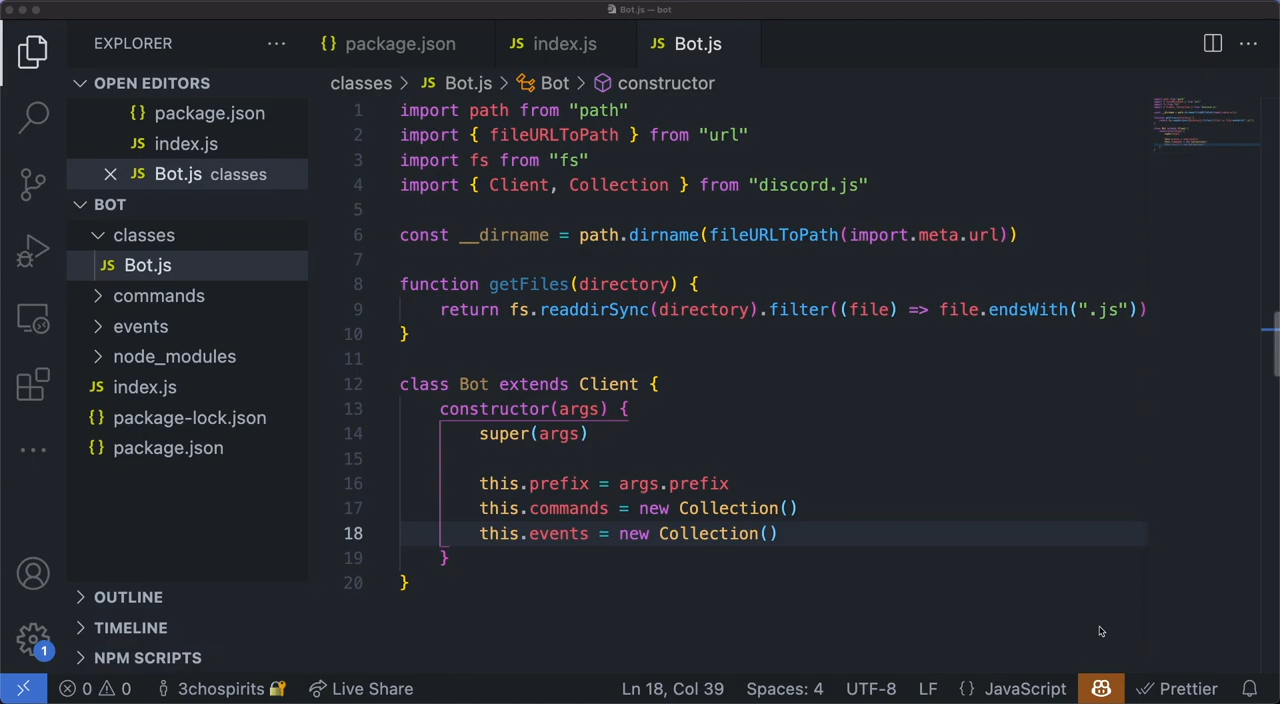 Bot.js — bot
EXPLORER
{} package.json
JS index.js
JS Bot.js
OPEN EDITORS
{} package.json
JS index.js
JS Bot.js classes
BOT
classes
JS Bot.js
commands
events
node_modules
JS index.js
{} package-lock.json
{} package.json
OUTLINE
TIMELINE
NPM SCRIPTS
classes > JS Bot.js > Bot > constructor
1 import path from "path"
2 import { fileURLToPath } from "url"
3 import fs from "fs"
4 import { Client, Collection } from "discord.js"
5
6 const __dirname = path.dirname(fileURLToPath(import.meta.url))
7
8 function getFiles(directory) {
9 return fs.readdirSync(directory).filter((file) => file.endsWith(".js"))
10 }
11
12 class Bot extends Client {
13 constructor(args) {
14 super(args)
15
16 this.prefix = args.prefix
17 this.commands = new Collection()
18 this.events = new Collection()
19 }
20 }
1
0 0 3chospirits Live Share Ln 18, Col 39 Spaces: 4 UTF-8 LF {} JavaScript Prettier